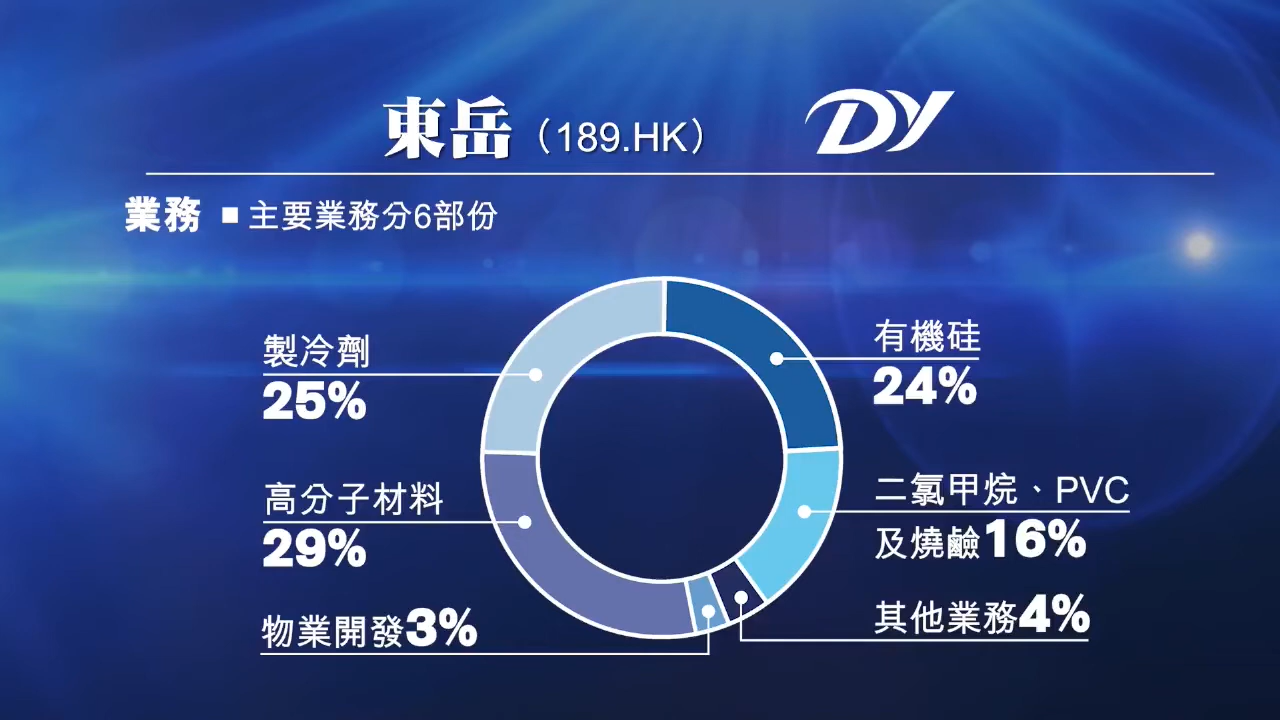 東岳（189.HK）
DY
業務 ■ 主要業務分6部份
製冷劑
25%
高分子材料
29%
物業開發3%
有機硅
24%
二氯甲烷、PVC
及燒鹼16%
其他業務4%